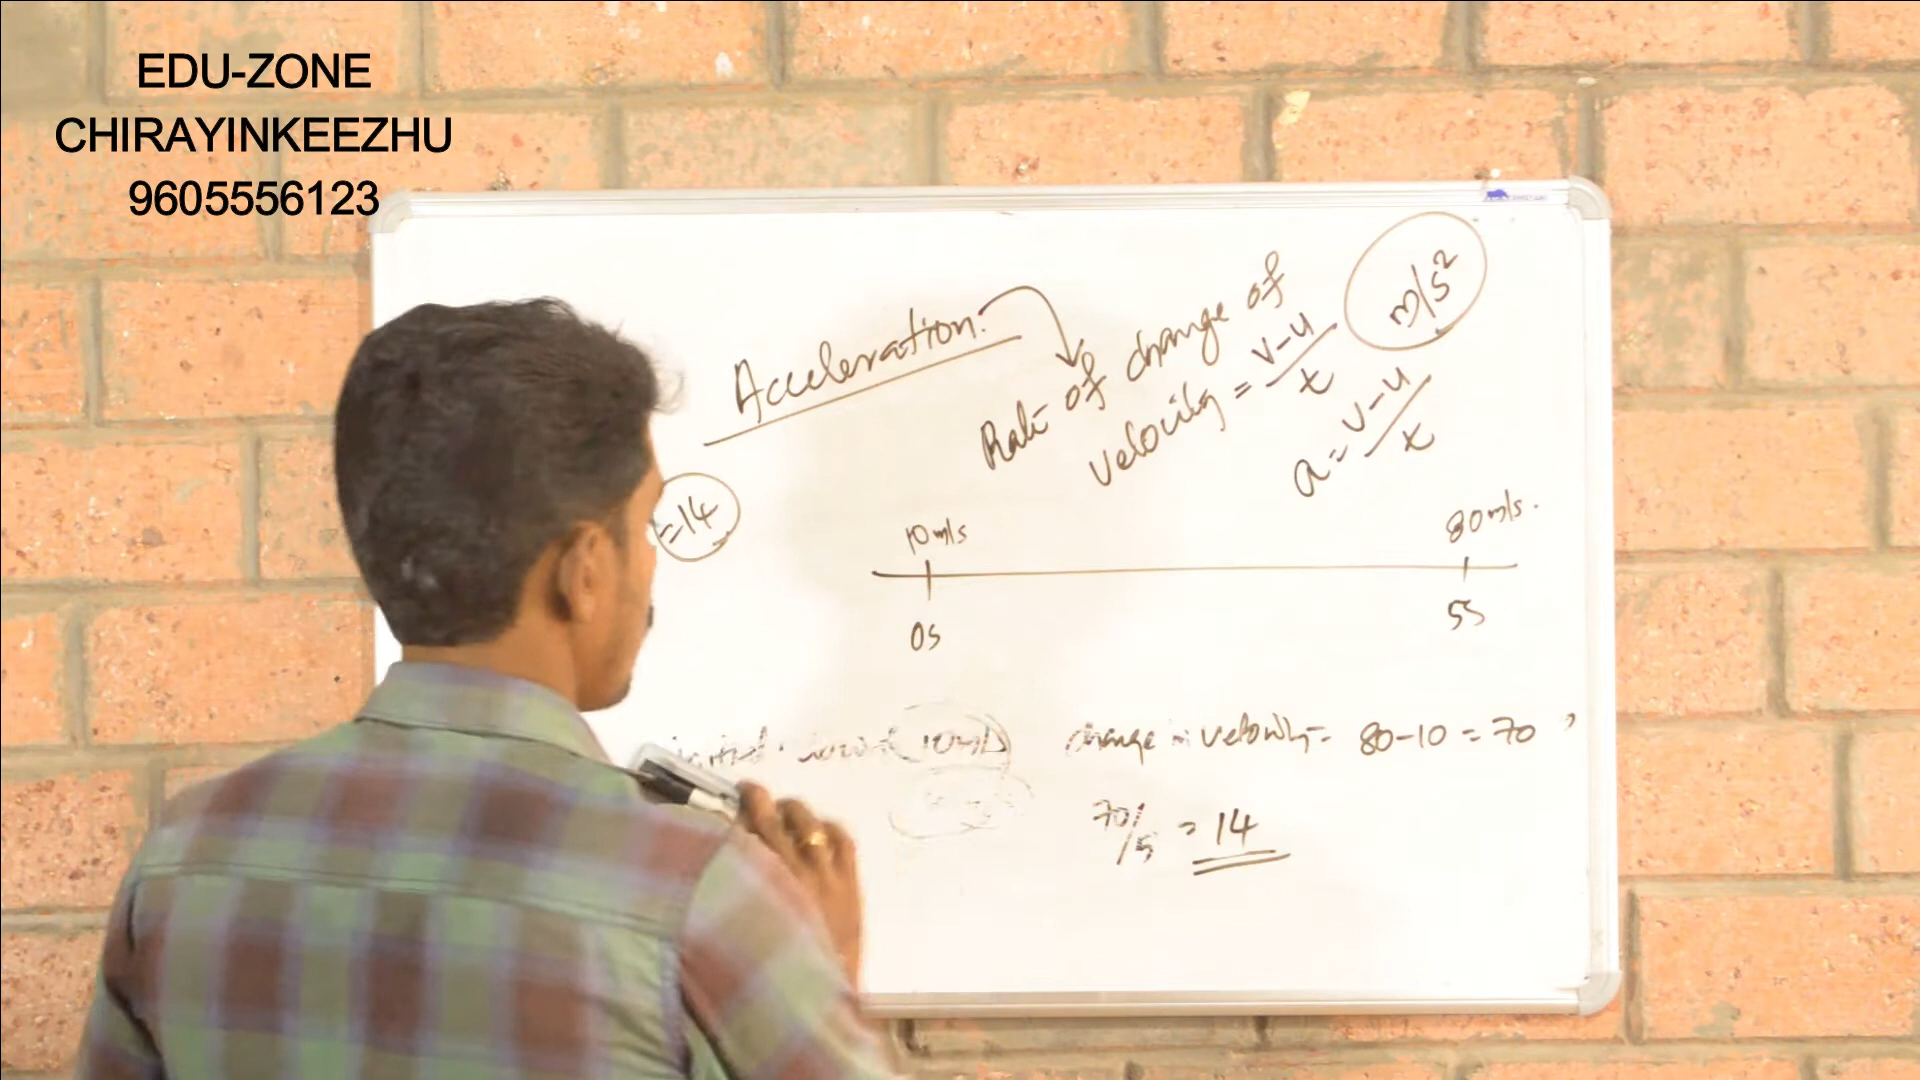 EDU-ZONE
CHIRAYINKEEZHU
9605556123
Acceleration:
Rate of change of
velocity = v-u/t
m/s²
a = v-u/t
=14
10m/s
80m/s.
0s
5s
change in velocity = 80-10 = 70
70/5 = 14